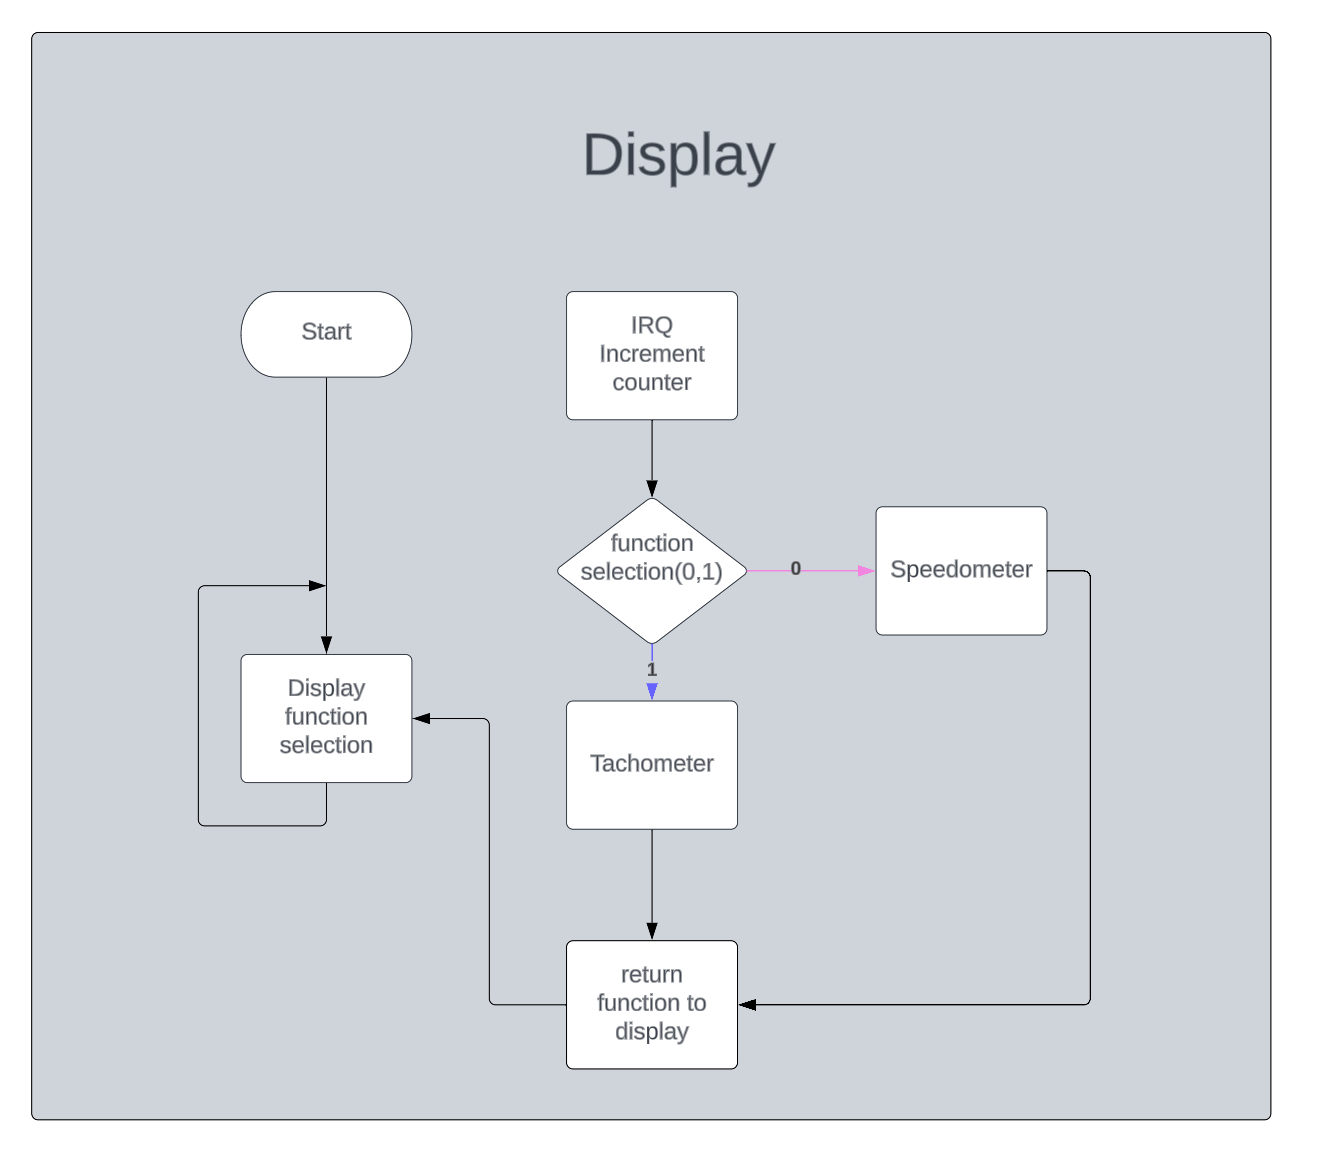 Display
Start
IRQ
Increment
counter
function
selection(0,1)
0
Speedometer
1
Display
function
selection
Tachometer
return
function to
display